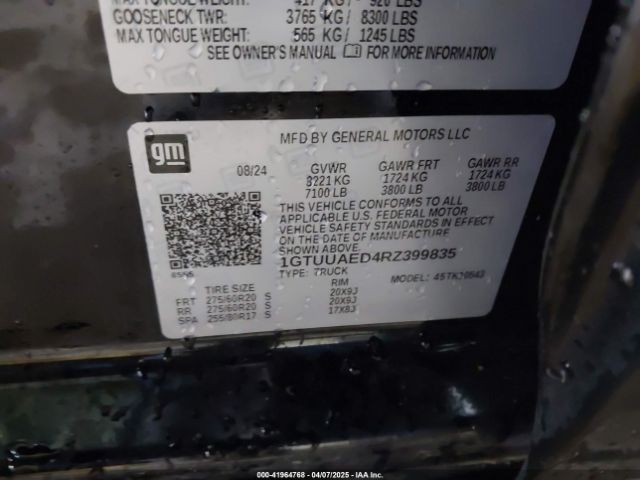 MAX TONGUE WEIGHT: 417 KG / 920 LBS
GOOSENECK TWR: 3765 KG / 8300 LBS
MAX TONGUE WEIGHT: 565 KG / 1245 LBS
SEE OWNER'S MANUAL FOR MORE INFORMATION
gm
MFD BY GENERAL MOTORS LLC
08/24 GVWR GAWR FRT GAWR RR
3221 KG 1724 KG 1724 KG
7100 LB 3800 LB 3800 LB
THIS VEHICLE CONFORMS TO ALL
APPLICABLE U.S. FEDERAL MOTOR
VEHICLE SAFETY STANDARDS IN EFFECT
ON THE DATE OF MANUFACTURE
SHOWN ABOVE.
1GTUUAED4RZ399835
TYPE: TRUCK MODEL:
TIRE SIZE RIM
FRT 275/60R20 S 20X9J
RR 275/60R20 S 20X9J
SPA 255/80R17 S 17X8J
000-41964768 - 04/07/2025 - IAAI.COM